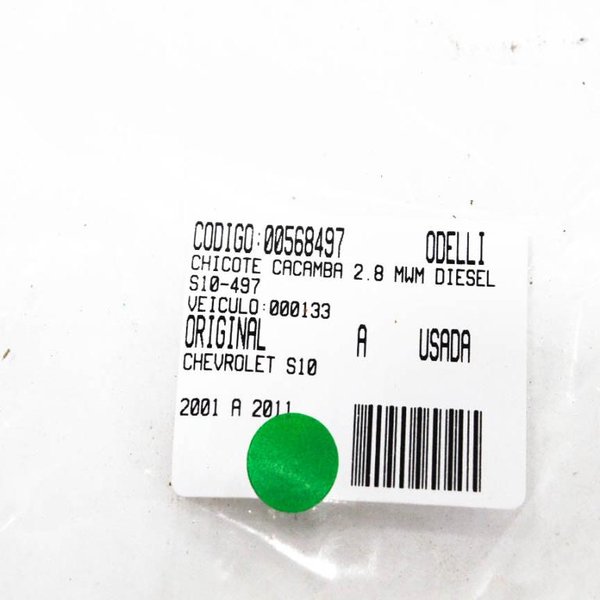 CODIGO:00568497 ODELLI
CHICOTE CACAMBA 2.8 MWM DIESEL
S10-497
VEICULO:000133
ORIGINAL A USADA
CHEVROLET S10
2001 A 2011